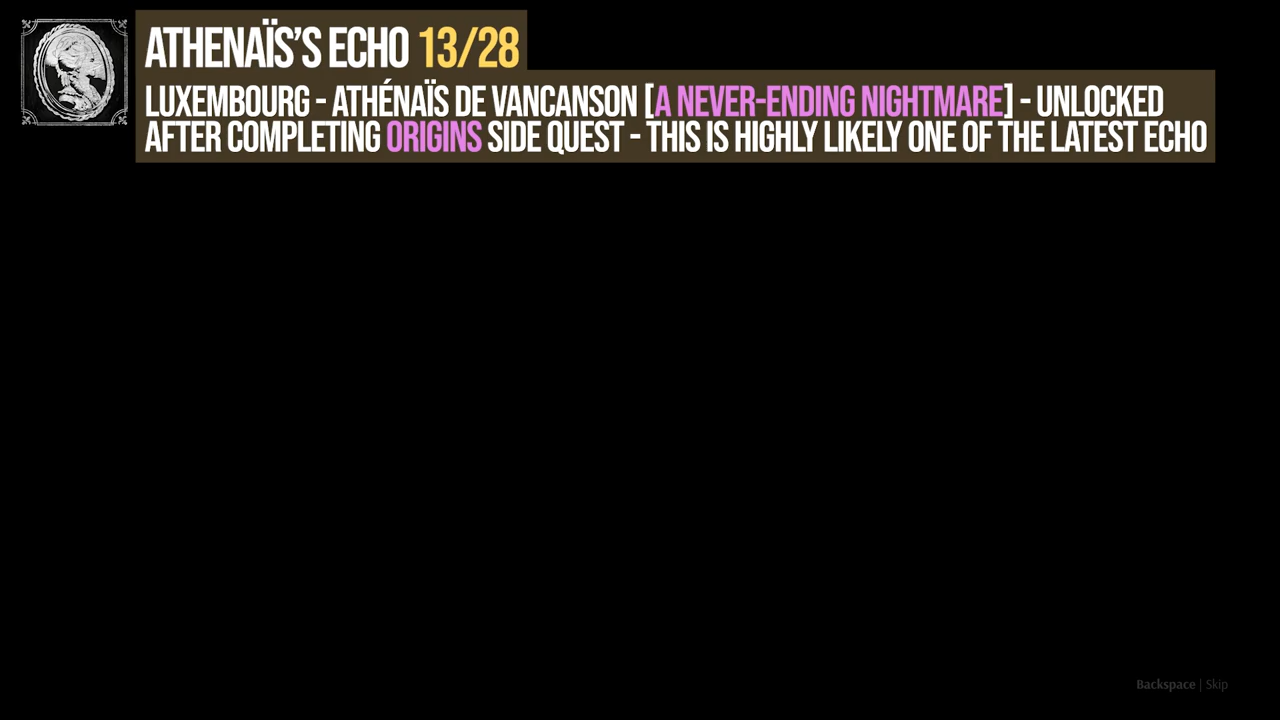 ATHENAÏS'S ECHO 13/28
LUXEMBOURG - ATHÉNAÏS DE VANCANSON [A NEVER-ENDING NIGHTMARE] - UNLOCKED
AFTER COMPLETING ORIGINS SIDE QUEST - THIS IS HIGHLY LIKELY ONE OF THE LATEST ECHO
Backspace | Skip